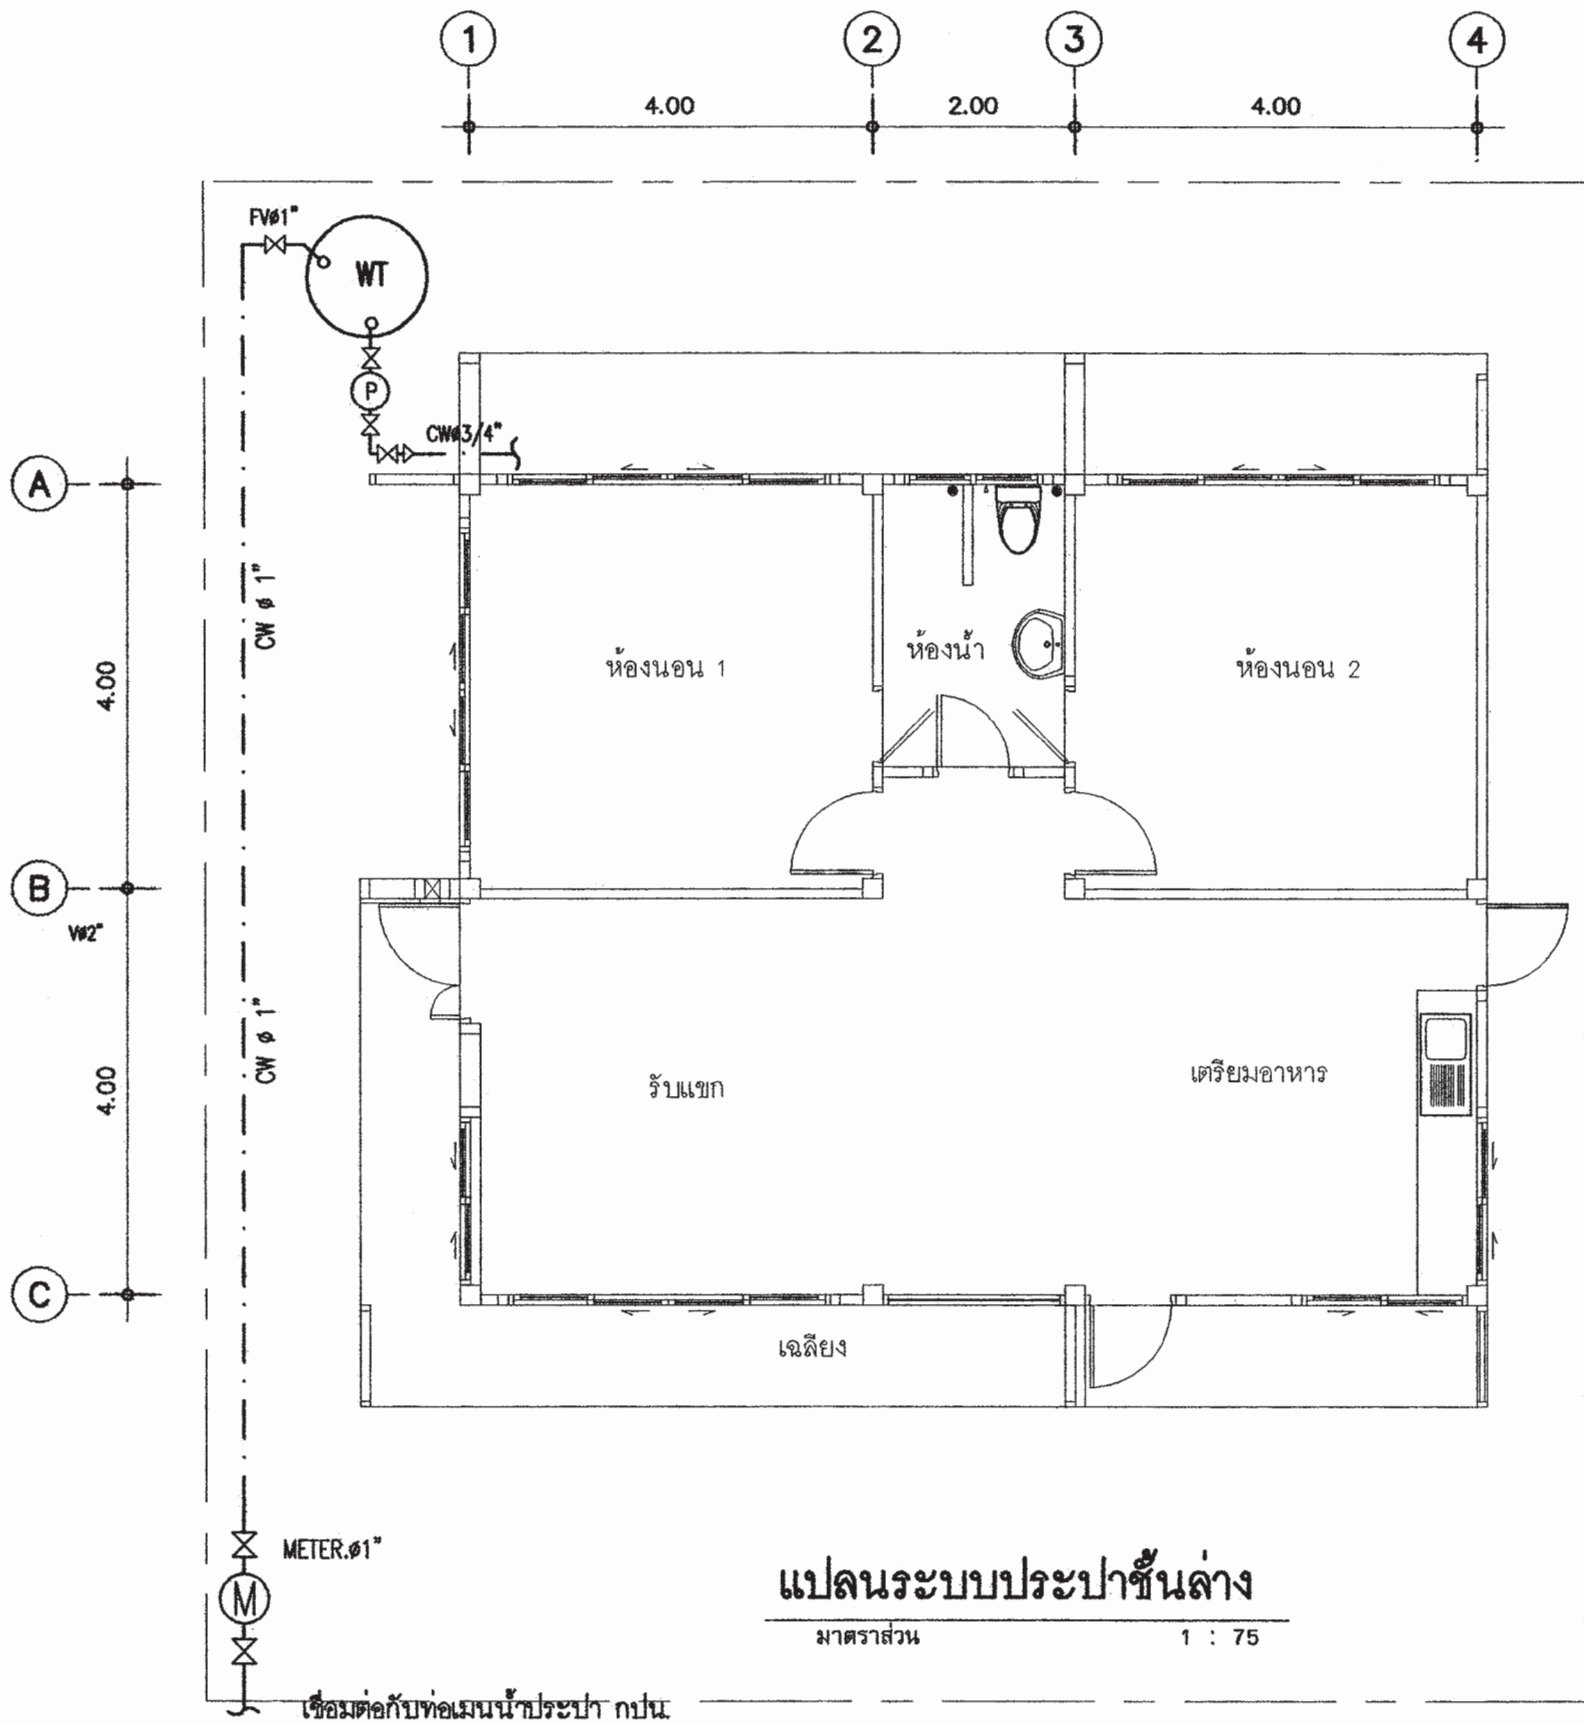 1 2 3 4
4.00 2.00 4.00
FVø1"
WT
P
CWø3/4"
A
CW ø 1"
4.00
ห้องนอน 1
ห้องน้ำ
ห้องนอน 2
B
Vø2"
CW ø 1"
4.00
รับแขก
เตรียมอาหาร
C
เฉลียง
METER.ø1"
M
แปลนระบบประปาชั้นล่าง
มาตราส่วน 1 : 75
เชื่อมต่อกับท่อเมนน้ำประปา กปน.